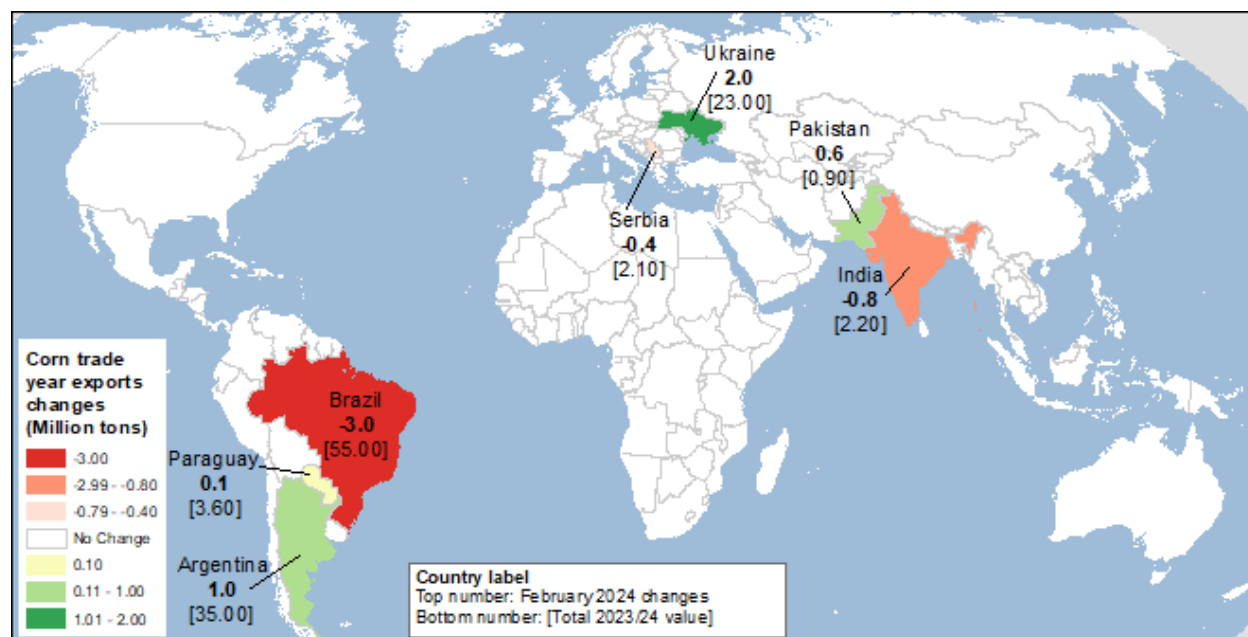 Ukraine
2.0
[23.00]
Pakistan
0.6
[0.90]
Serbia
-0.4
[2.10]
India
-0.8
[2.20]
Brazil
-3.0
[55.00]
Paraguay
0.1
[3.60]
Argentina
1.0
[35.00]
Corn trade
year exports
changes
(Million tons)
-3.00
-2.99 - -0.80
-0.79 - -0.40
No Change
0.10
0.11 - 1.00
1.01 - 2.00
Country label
Top number: February 2024 changes
Bottom number: [Total 2023/24 value]